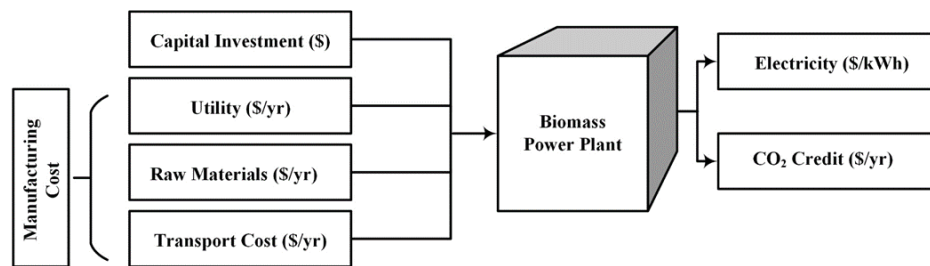 Manufacturing
Cost
Capital Investment ($)
Utility ($/yr)
Raw Materials ($/yr)
Transport Cost ($/yr)
Biomass
Power Plant
Electricity ($/kWh)
CO₂ Credit ($/yr)